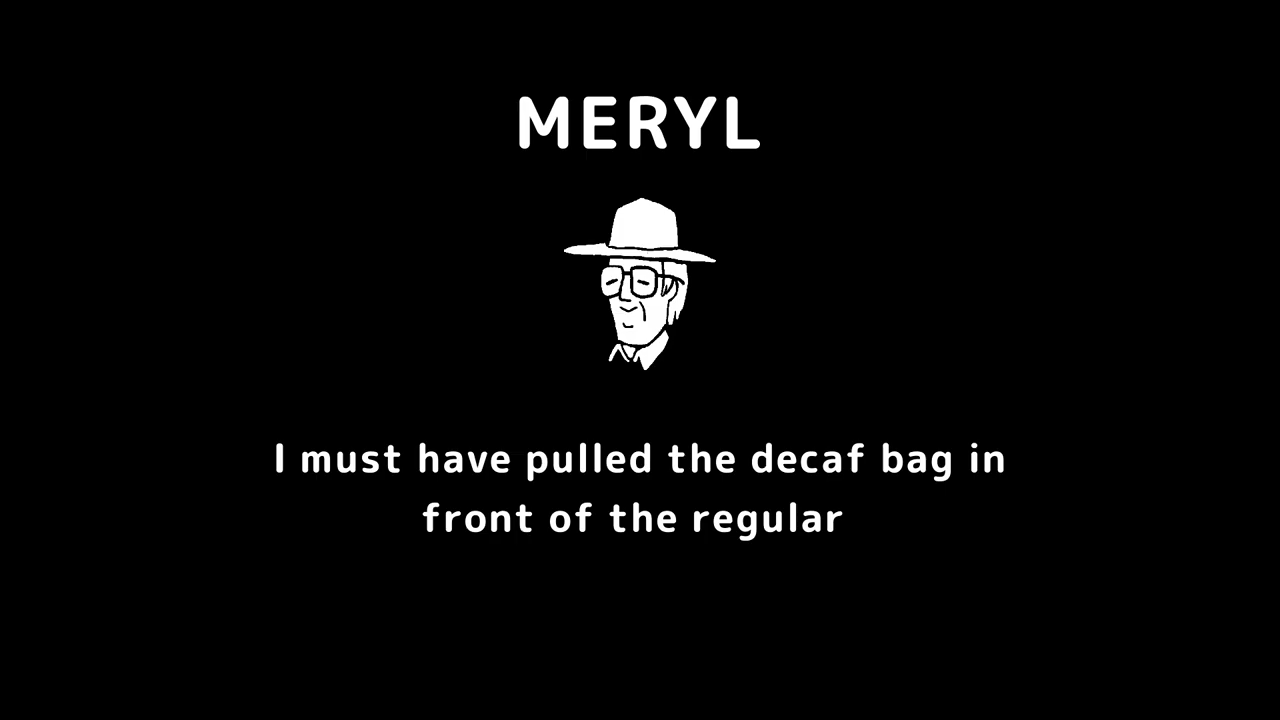 MERYL
I must have pulled the decaf bag in
front of the regular